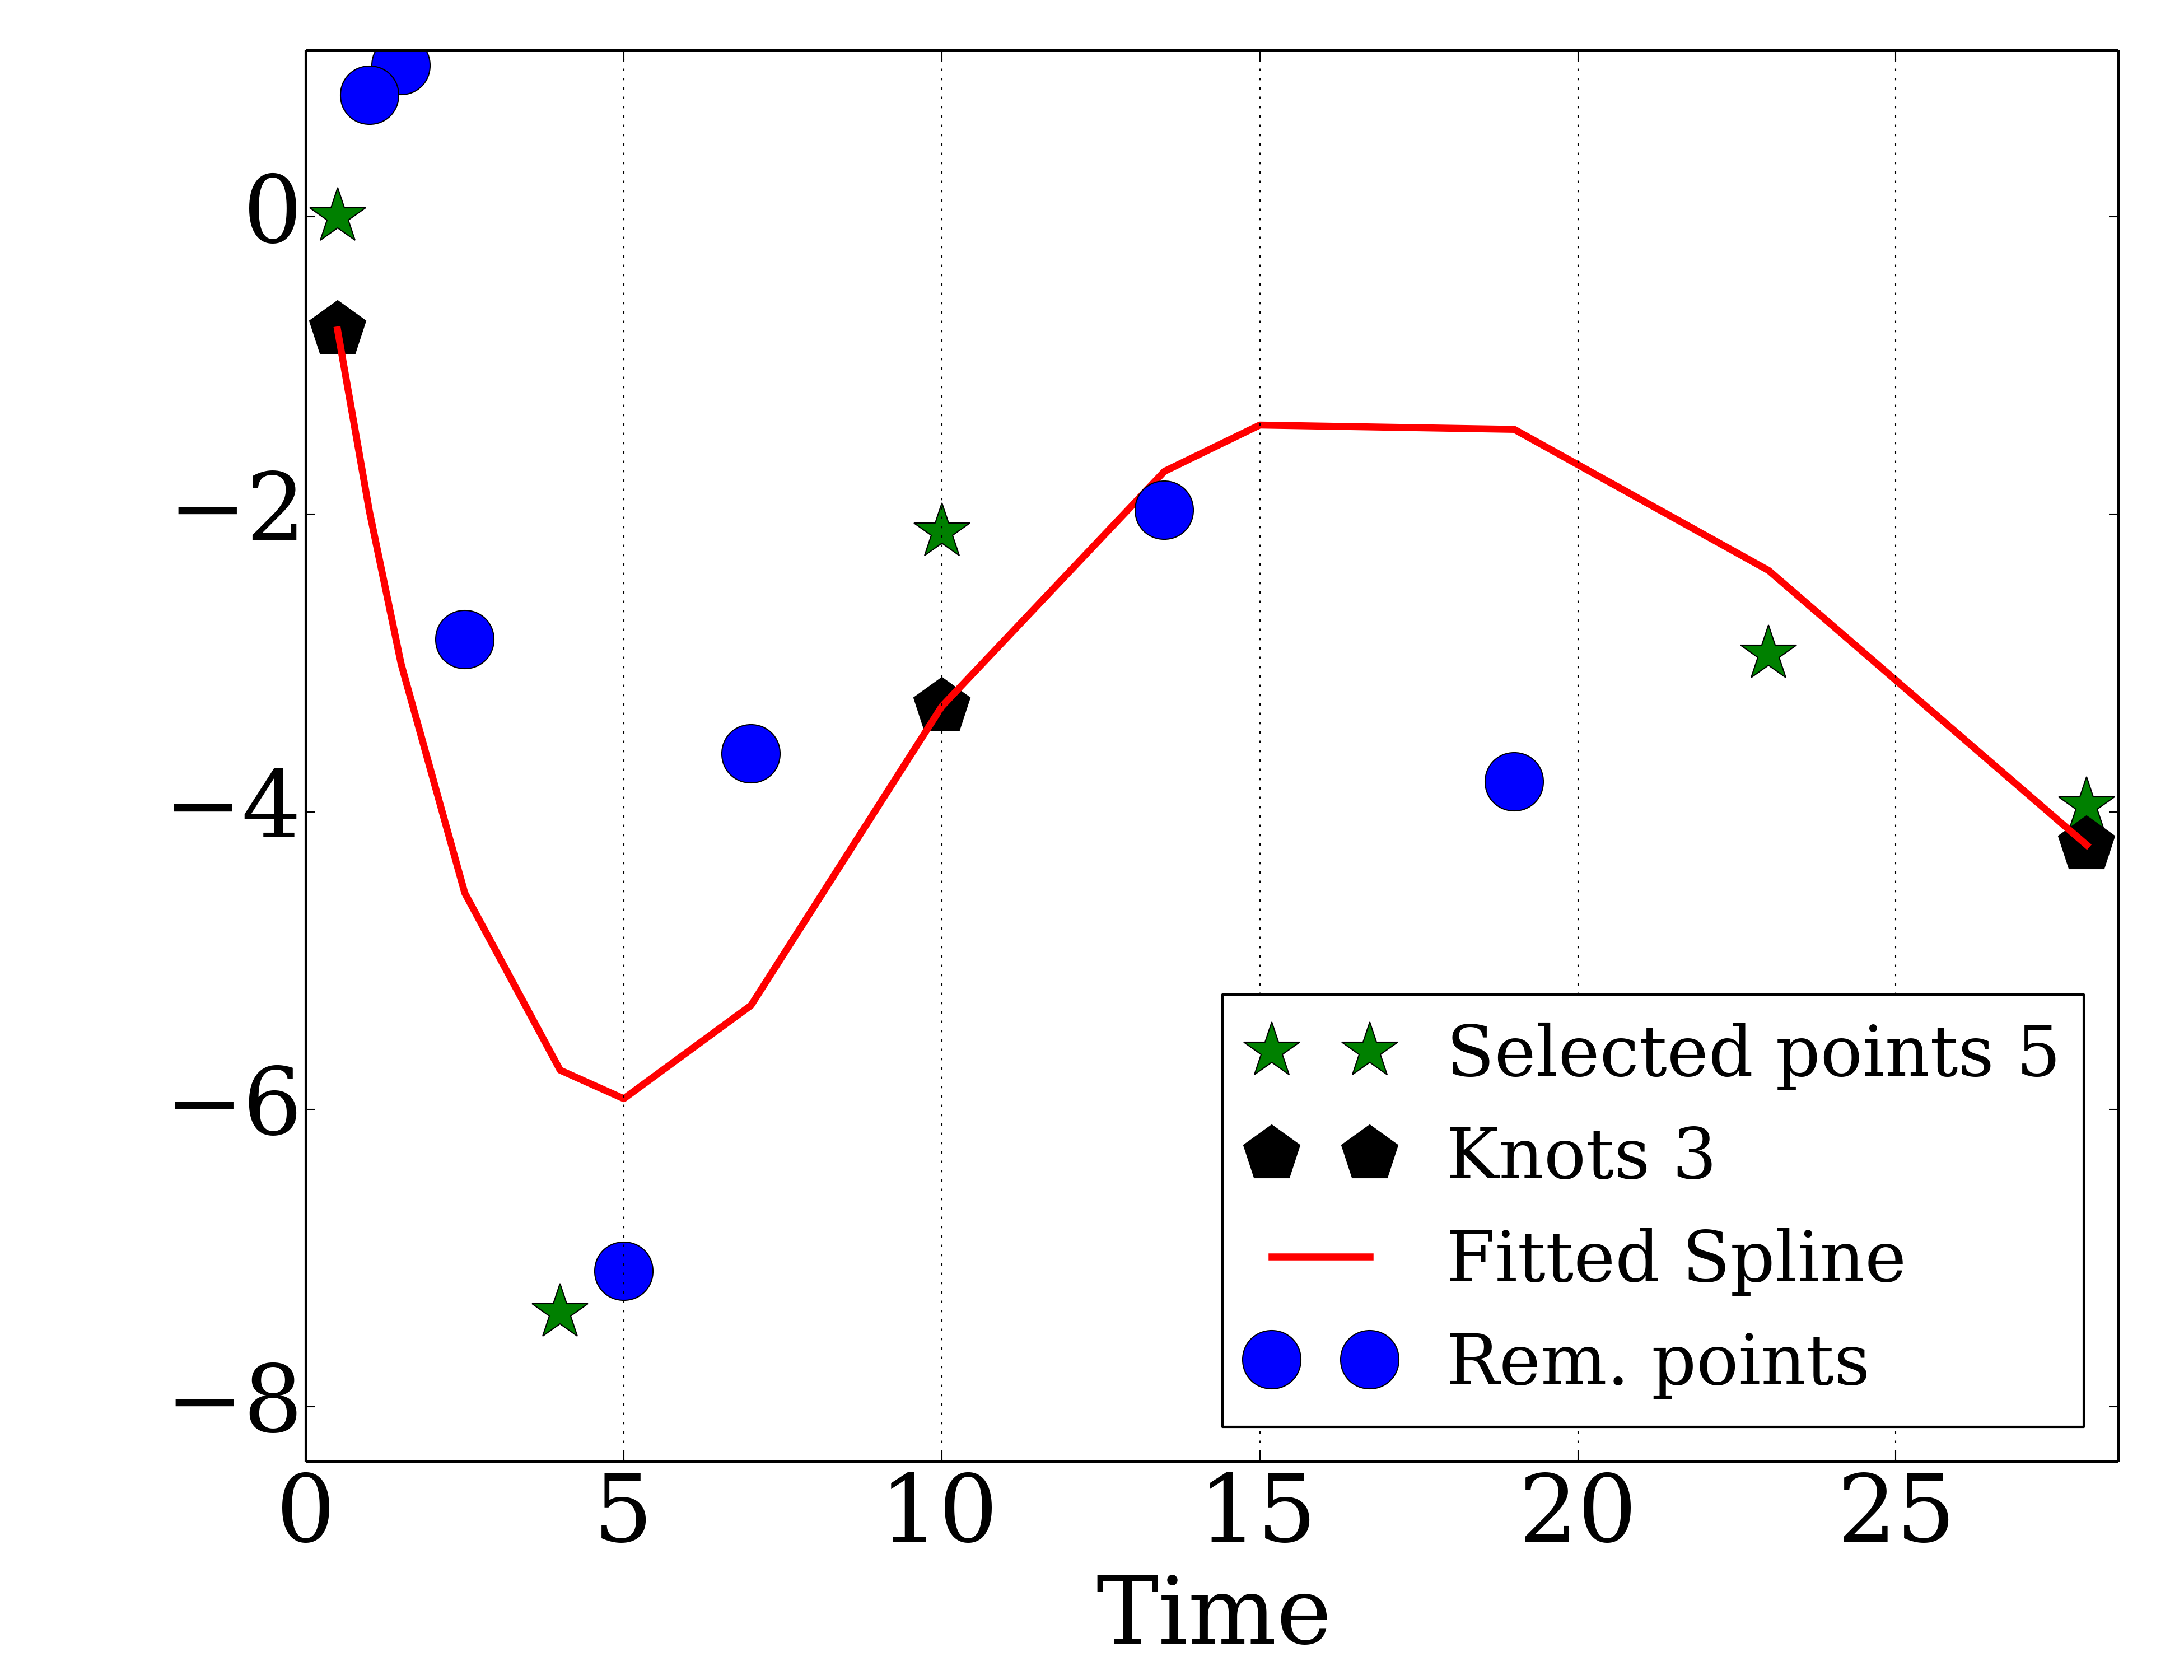 0
−2
−4
−6
−8
0 5 10 15 20 25
Time
Selected points 5
Knots 3
Fitted Spline
Rem. points